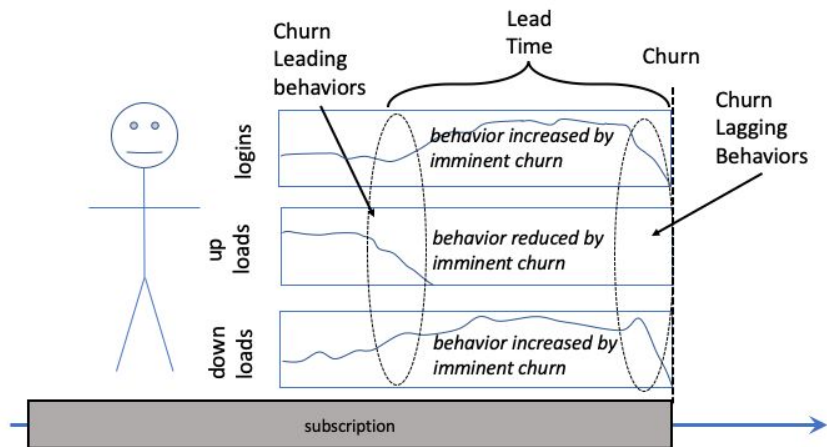 Lead
Time
Churn
Leading
behaviors
Churn
Churn
Lagging
Behaviors
logins
behavior increased by
imminent churn
up
loads
behavior reduced by
imminent churn
down
loads
behavior increased by
imminent churn
subscription